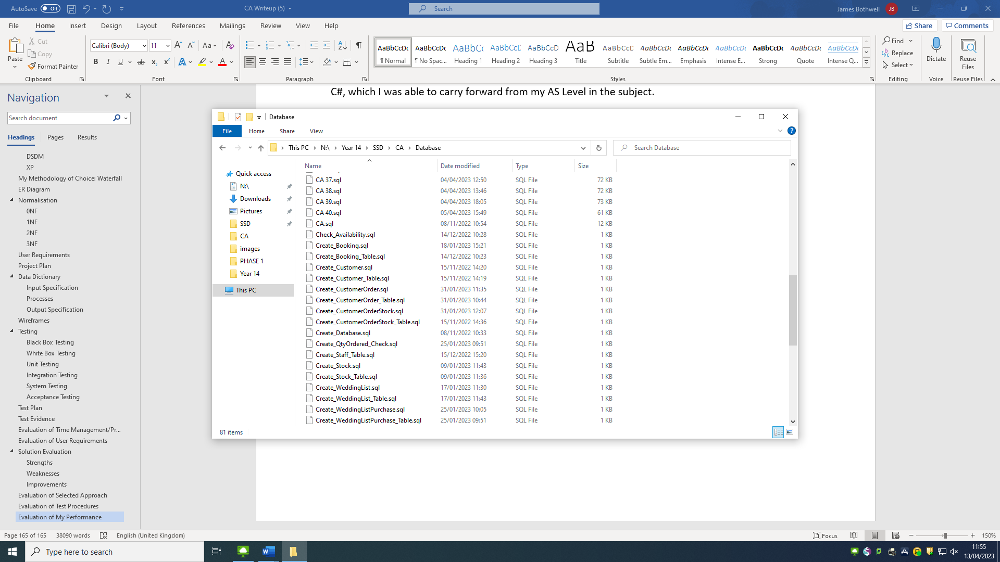 AutoSave Off
CA Writeup (5)
Search
James Bothwell
JB
File Home Insert Design Layout References Mailings Review View Help
Share Comments
Paste
Cut
Copy
Format Painter
Clipboard
Calibri (Body) 11
Font
Paragraph
AaBbCcDc AaBbCcDc AaBbCc AaBbCcD AaBbCcD AaB AaBbCcD AaBbCcDc AaBbCcDc AaBbCcDc AaBbCcDc AaBbCcDc AaBbCcDc
¶ Normal ¶ No Spac... Heading 1 Heading 2 Heading 3 Title Subtitle Subtle Em... Emphasis Intense E... Strong Quote Intense Q...
Styles
Find
Replace
Select
Editing
Dictate
Voice
Reuse Files
Reuse Files
Navigation
Search document
Headings Pages Results
DSDM
XP
My Methodology of Choice: Waterfall
ER Diagram
Normalisation
0NF
1NF
2NF
3NF
User Requirements
Project Plan
Data Dictionary
Input Specification
Processes
Output Specification
Wireframes
Testing
Black Box Testing
White Box Testing
Unit Testing
Integration Testing
System Testing
Acceptance Testing
Test Plan
Test Evidence
Evaluation of Time Management/Pr...
Evaluation of User Requirements
Solution Evaluation
Strengths
Weaknesses
Improvements
Evaluation of Selected Approach
Evaluation of Test Procedures
Evaluation of My Performance
C#, which I was able to carry forward from my AS Level in the subject.
Database
File Home Share View
This PC N:\ Year 14 SSD CA Database
Search Database
Quick access
N:\
Downloads
Pictures
SSD
CA
images
PHASE 1
Year 14
This PC
Name Date modified Type Size
CA 37.sql 04/04/2023 12:50 SQL File 72 KB
CA 38.sql 04/04/2023 13:46 SQL File 72 KB
CA 39.sql 04/04/2023 18:05 SQL File 73 KB
CA 40.sql 05/04/2023 15:49 SQL File 61 KB
CA.sql 08/11/2022 10:54 SQL File 12 KB
Check_Availability.sql 14/12/2022 10:28 SQL File 1 KB
Create_Booking.sql 18/01/2023 15:21 SQL File 1 KB
Create_Booking_Table.sql 14/12/2022 10:23 SQL File 1 KB
Create_Customer.sql 15/11/2022 14:20 SQL File 1 KB
Create_Customer_Table.sql 15/11/2022 14:19 SQL File 1 KB
Create_CustomerOrder.sql 31/01/2023 11:35 SQL File 1 KB
Create_CustomerOrder_Table.sql 31/01/2023 10:44 SQL File 1 KB
Create_CustomerOrderStock.sql 31/01/2023 12:07 SQL File 1 KB
Create_CustomerOrderStock_Table.sql 15/11/2022 14:36 SQL File 1 KB
Create_Database.sql 08/11/2022 10:33 SQL File 1 KB
Create_QtyOrdered_Check.sql 25/01/2023 09:51 SQL File 1 KB
Create_Staff_Table.sql 15/12/2022 15:20 SQL File 1 KB
Create_Stock.sql 09/01/2023 11:43 SQL File 1 KB
Create_Stock_Table.sql 09/01/2023 11:36 SQL File 1 KB
Create_WeddingList.sql 17/01/2023 11:30 SQL File 1 KB
Create_WeddingList_Table.sql 17/01/2023 11:43 SQL File 1 KB
Create_WeddingListPurchase.sql 25/01/2023 10:05 SQL File 1 KB
Create_WeddingListPurchase_Table.sql 25/01/2023 09:51 SQL File 1 KB
81 items
Page 165 of 165 38090 words English (United Kingdom)
Focus
150%
Type here to search
11:55
13/04/2023